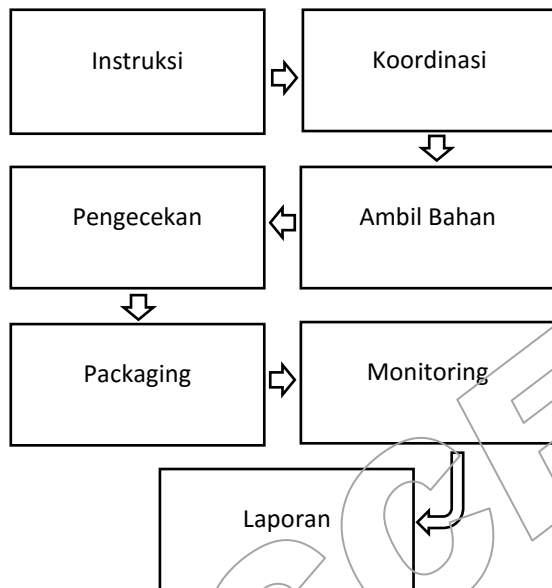 Instruksi
Koordinasi
Ambil Bahan
Pengecekan
Packaging
Monitoring
Laporan